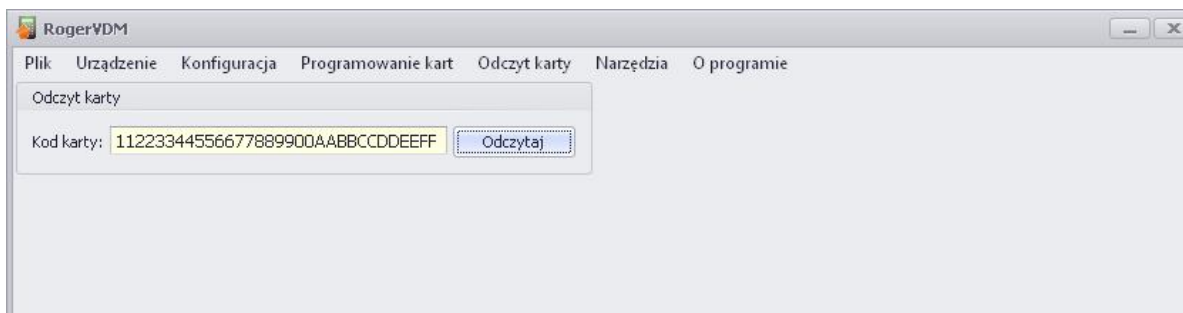 RogerVDM
Plik Urządzenie Konfiguracja Programowanie kart Odczyt karty Narzędzia O programie
Odczyt karty
Kod karty: 11223344556677889900AABBCCDDEEFF Odczytaj